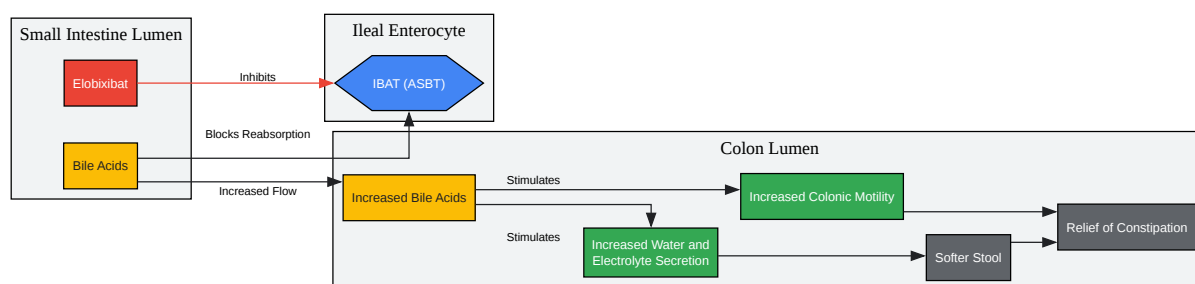 Small Intestine Lumen
Elobixibat
Bile Acids
Inhibits
Blocks Reabsorption
Increased Flow
Ileal Enterocyte
IBAT (ASBT)
Colon Lumen
Increased Bile Acids
Stimulates
Stimulates
Increased Colonic Motility
Increased Water and
Electrolyte Secretion
Softer Stool
Relief of Constipation